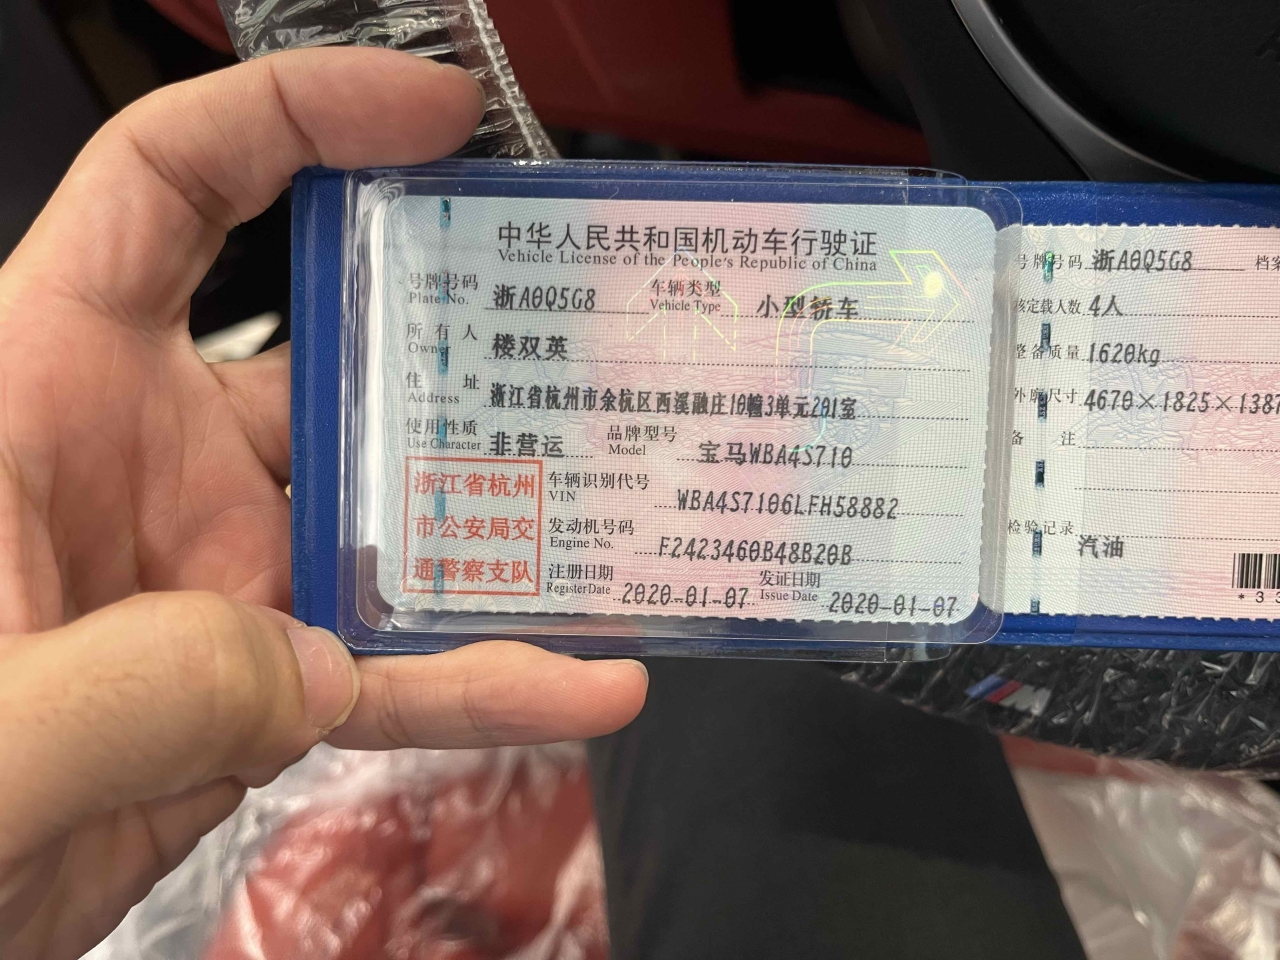 中华人民共和国机动车行驶证
Vehicle License of the People's Republic of China
号牌号码 浙A0Q5G8 车辆类型 小型轿车
Plate No. Vehicle Type
所有人 楼双英
Owner
住址 浙江省杭州市余杭区西溪融庄10幢3单元201室
Address
使用性质 非营运 品牌型号 宝马WBA4S710
Use Character Model
浙江省杭州
市公安局交
通警察支队
车辆识别代号 WBA4S7106LFH58882
VIN
发动机号码 F2423460B48B20B
Engine No.
注册日期 2020-01-07 发证日期 2020-01-07
Register Date Issue Date
号牌号码 浙A0Q5G8 档案
核定载人数 4人
整备质量 1620kg
外廓尺寸 4670×1825×1387
备注
检验记录
汽油
*33